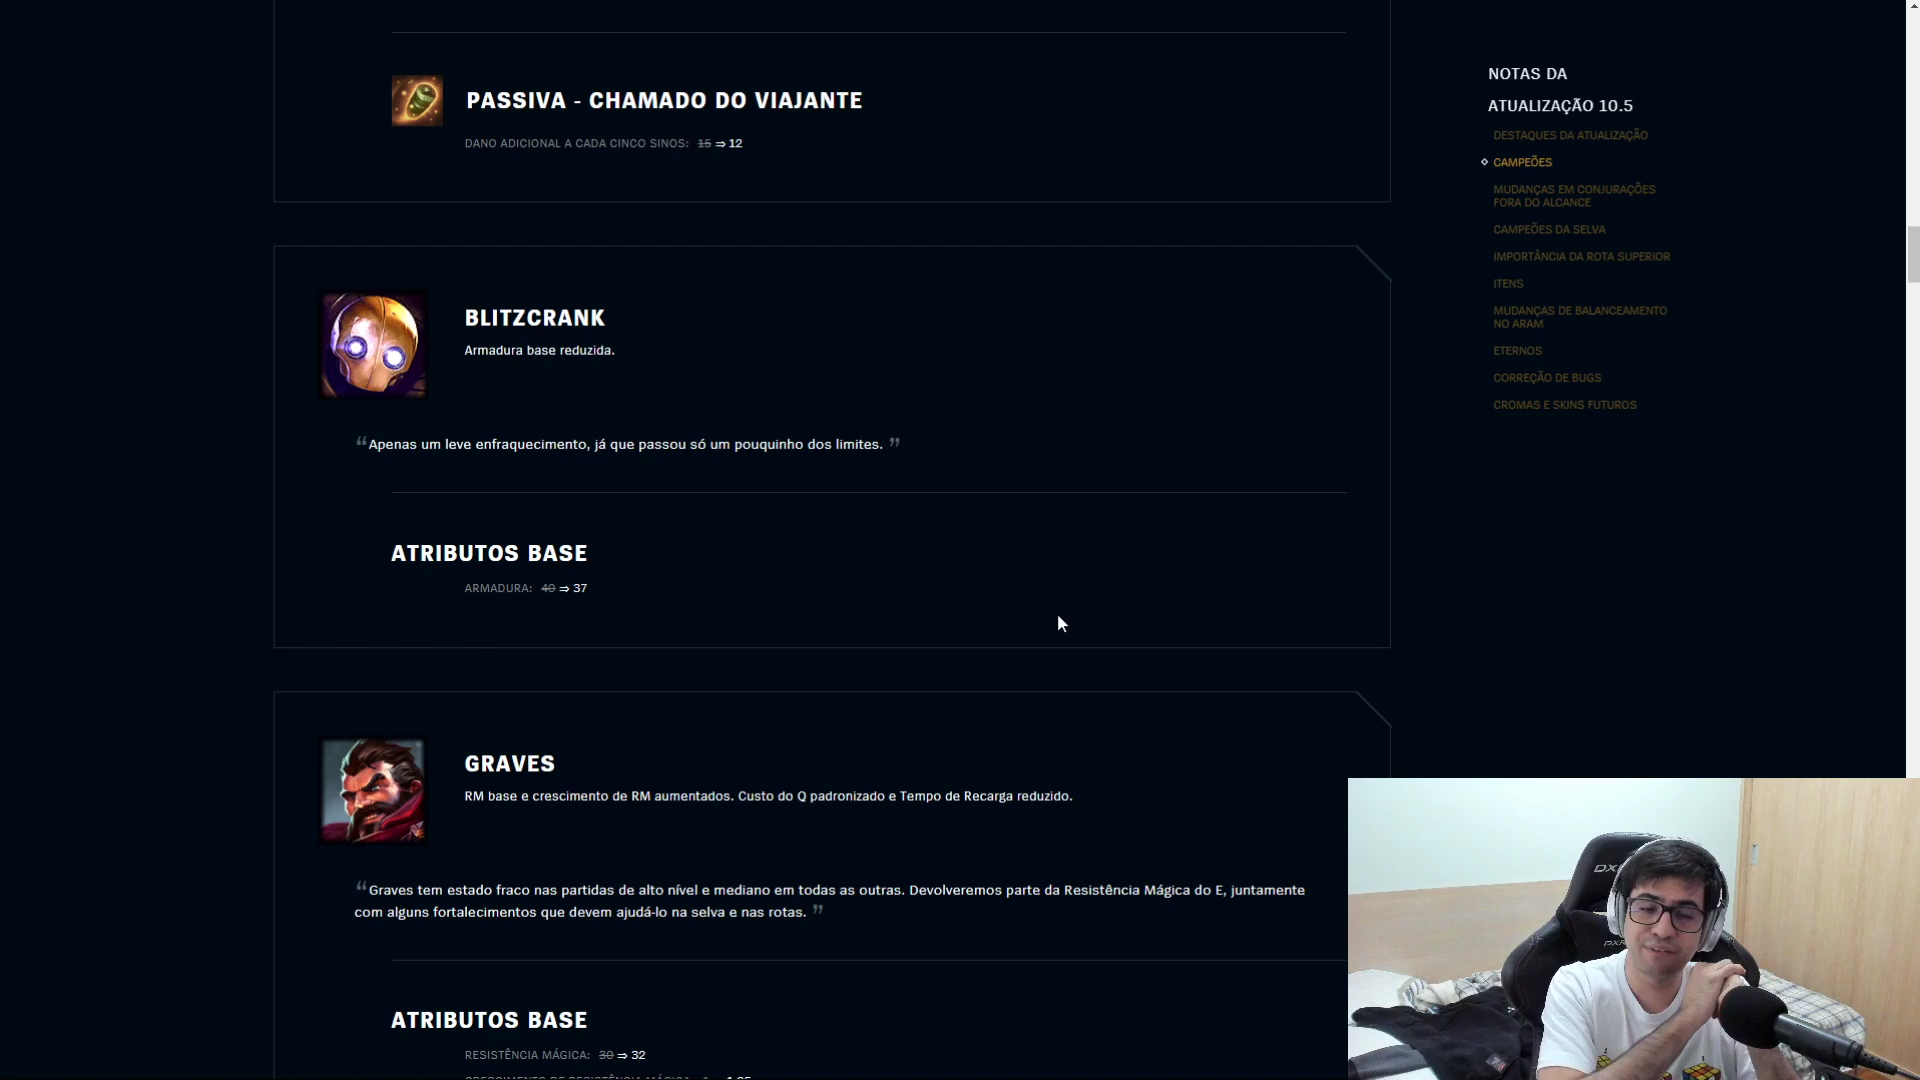 PASSIVA - CHAMADO DO VIAJANTE
DANO ADICIONAL A CADA CINCO SINOS: 15 ⇒ 12
BLITZCRANK
Armadura base reduzida.
“Apenas um leve enfraquecimento, já que passou só um pouquinho dos limites. ”
ATRIBUTOS BASE
ARMADURA: 40 ⇒ 37
GRAVES
RM base e crescimento de RM aumentados. Custo do Q padronizado e Tempo de Recarga reduzido.
“Graves tem estado fraco nas partidas de alto nível e mediano em todas as outras. Devolveremos parte da Resistência Mágica do E, juntamente
com alguns fortalecimentos que devem ajudá-lo na selva e nas rotas. ”
ATRIBUTOS BASE
RESISTÊNCIA MÁGICA: 30 ⇒ 32
NOTAS DA
ATUALIZAÇÃO 10.5
DESTAQUES DA ATUALIZAÇÃO
CAMPEÕES
MUDANÇAS EM CONJURAÇÕES
FORA DO ALCANCE
CAMPEÕES DA SELVA
IMPORTÂNCIA DA ROTA SUPERIOR
ITENS
MUDANÇAS DE BALANCEAMENTO
NO ARAM
ETERNOS
CORREÇÃO DE BUGS
CROMAS E SKINS FUTUROS